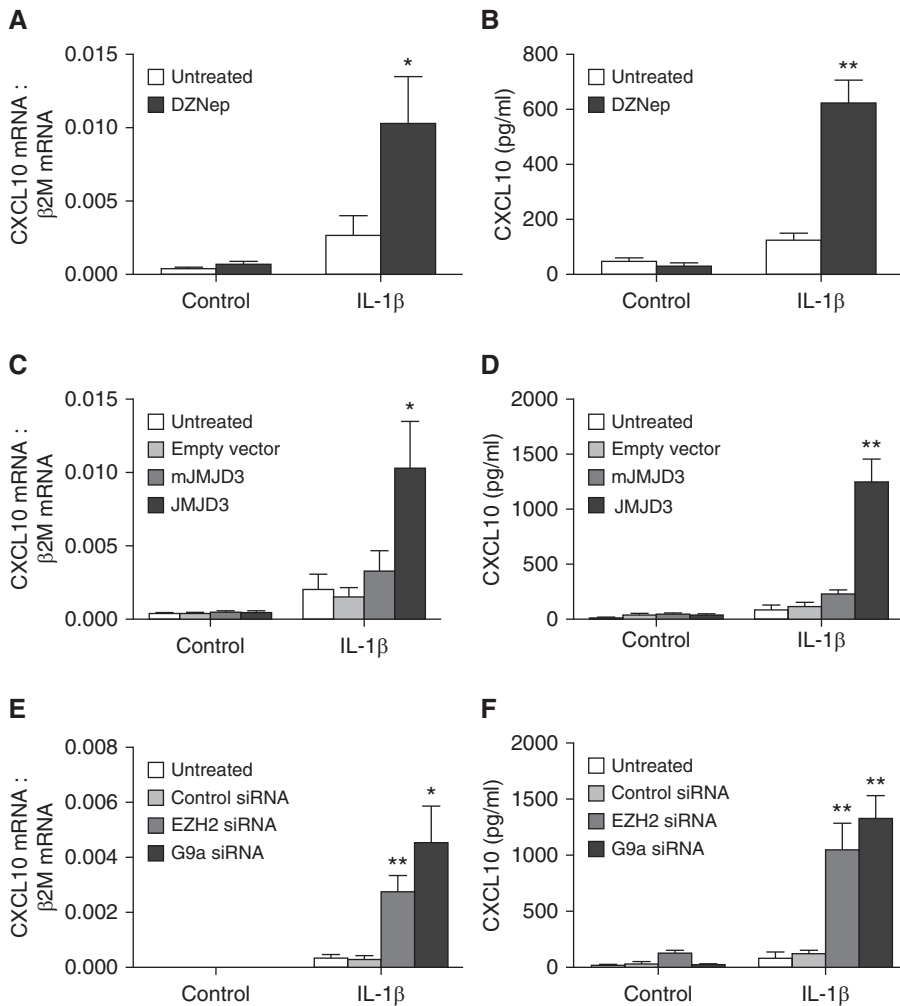 A
CXCL10 mRNA :
β2M mRNA
0.015
0.010
0.005
0.000
Untreated
DZNep
*
Control
IL-1β
B
CXCL10 (pg/ml)
800
600
400
200
0
Untreated
DZNep
**
Control
IL-1β
C
CXCL10 mRNA :
β2M mRNA
0.015
0.010
0.005
0.000
Untreated
Empty vector
mJMJD3
JMJD3
*
Control
IL-1β
D
CXCL10 (pg/ml)
2000
1500
1000
500
0
Untreated
Empty vector
mJMJD3
JMJD3
**
Control
IL-1β
E
CXCL10 mRNA :
β2M mRNA
0.008
0.006
0.004
0.002
0.000
Untreated
Control siRNA
EZH2 siRNA
G9a siRNA
**
*
Control
IL-1β
F
CXCL10 (pg/ml)
2000
1500
1000
500
0
Untreated
Control siRNA
EZH2 siRNA
G9a siRNA
**
**
Control
IL-1β